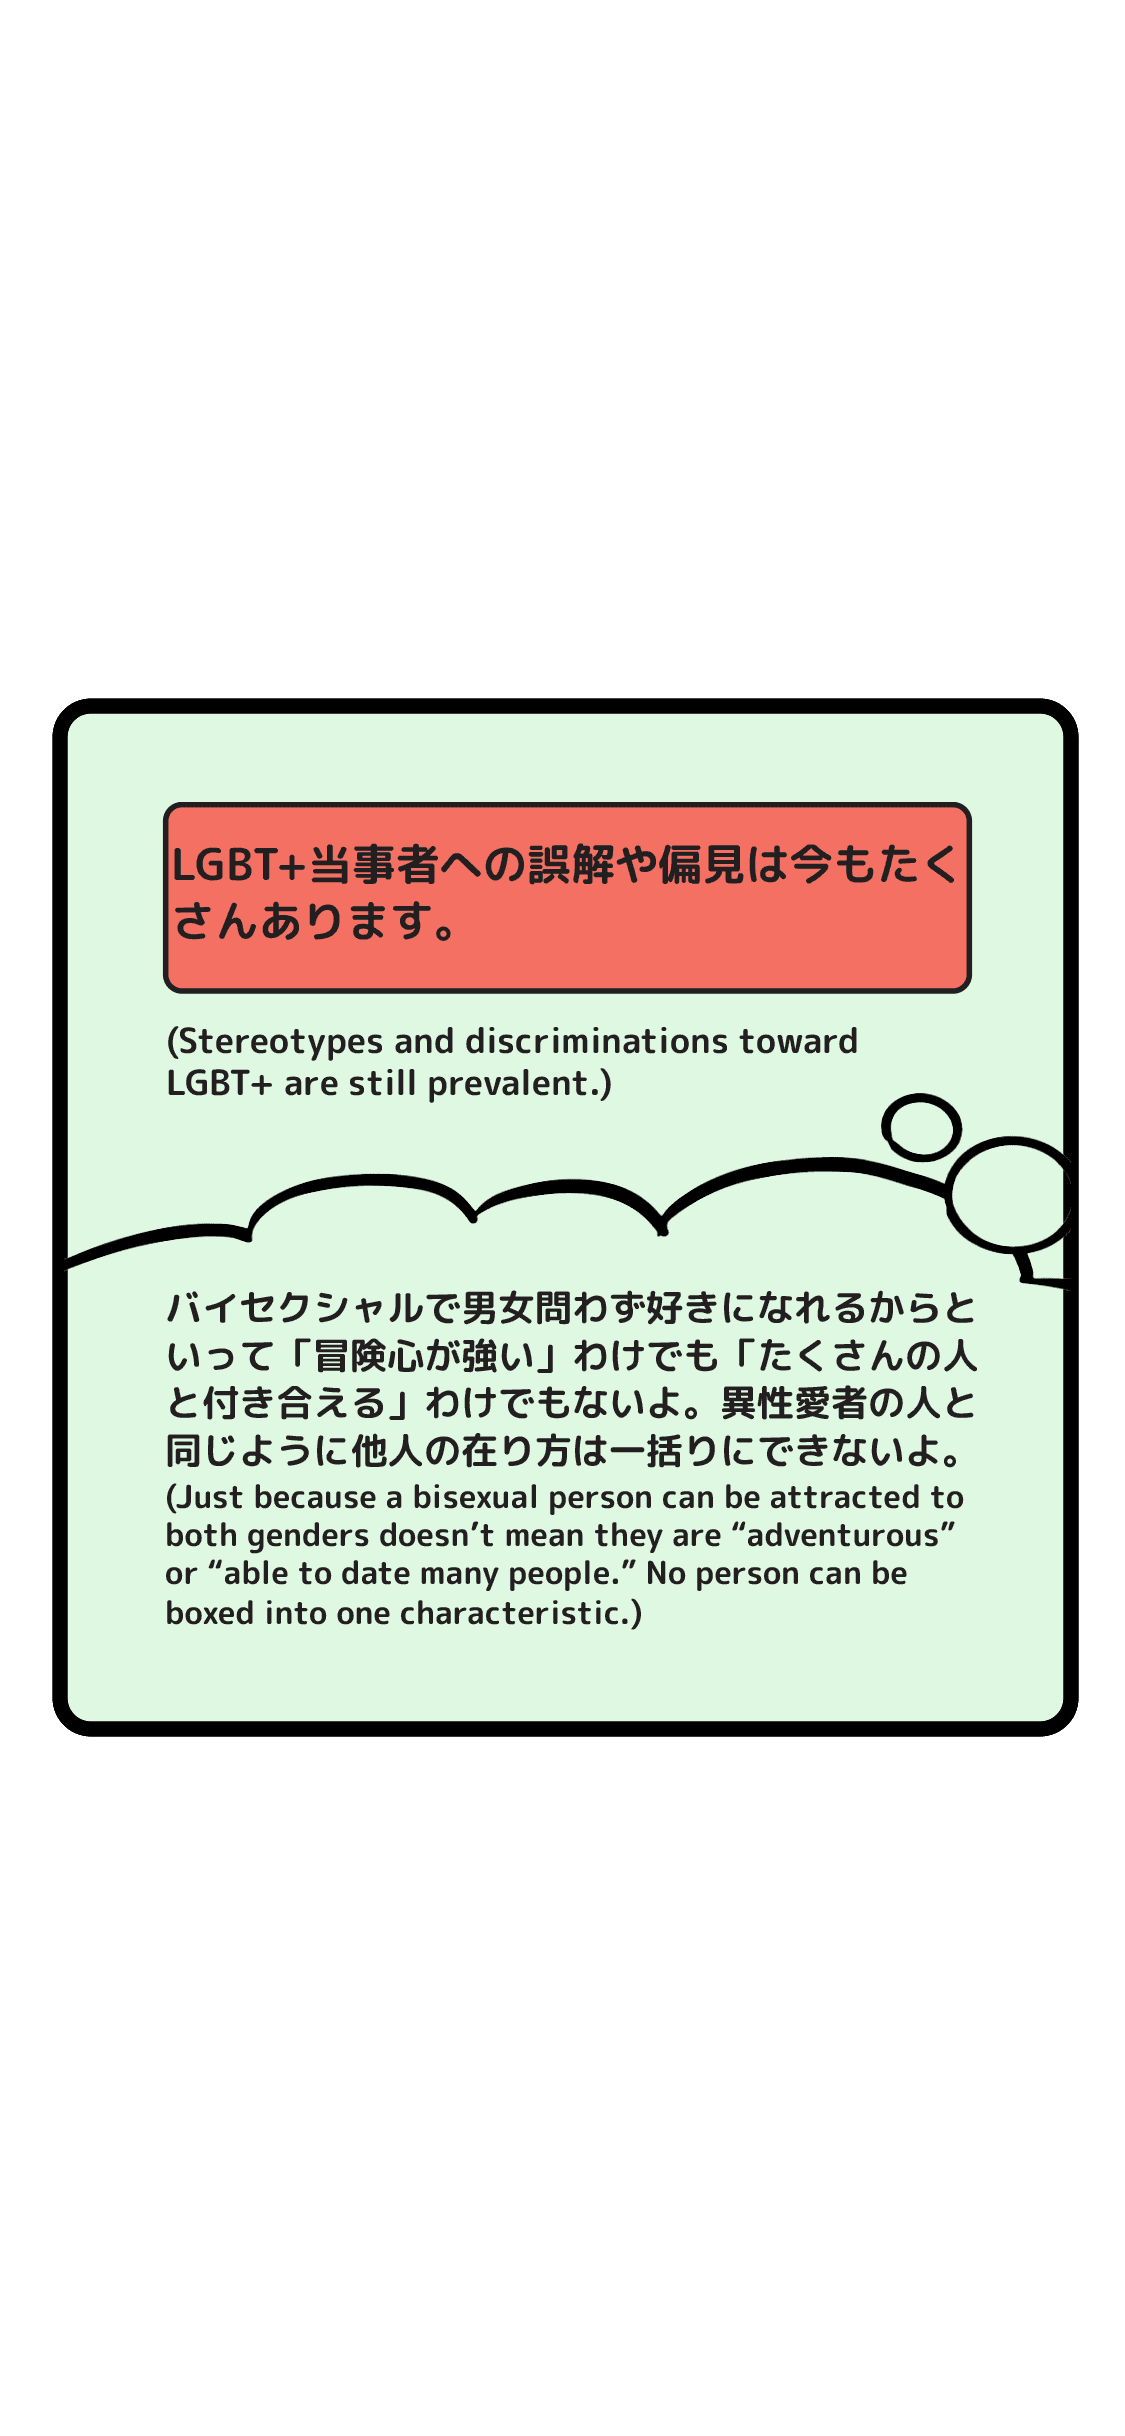 LGBT+当事者への誤解や偏見は今もたく
さんあります。
(Stereotypes and discriminations toward
LGBT+ are still prevalent.)
バイセクシャルで男女問わず好きになれるからと
いって「冒険心が強い」わけでも「たくさんの人
と付き合える」わけでもないよ。異性愛者の人と
同じように他人の在り方は一括りにできないよ。
(Just because a bisexual person can be attracted to
both genders doesn’t mean they are “adventurous”
or “able to date many people.” No person can be
boxed into one characteristic.)